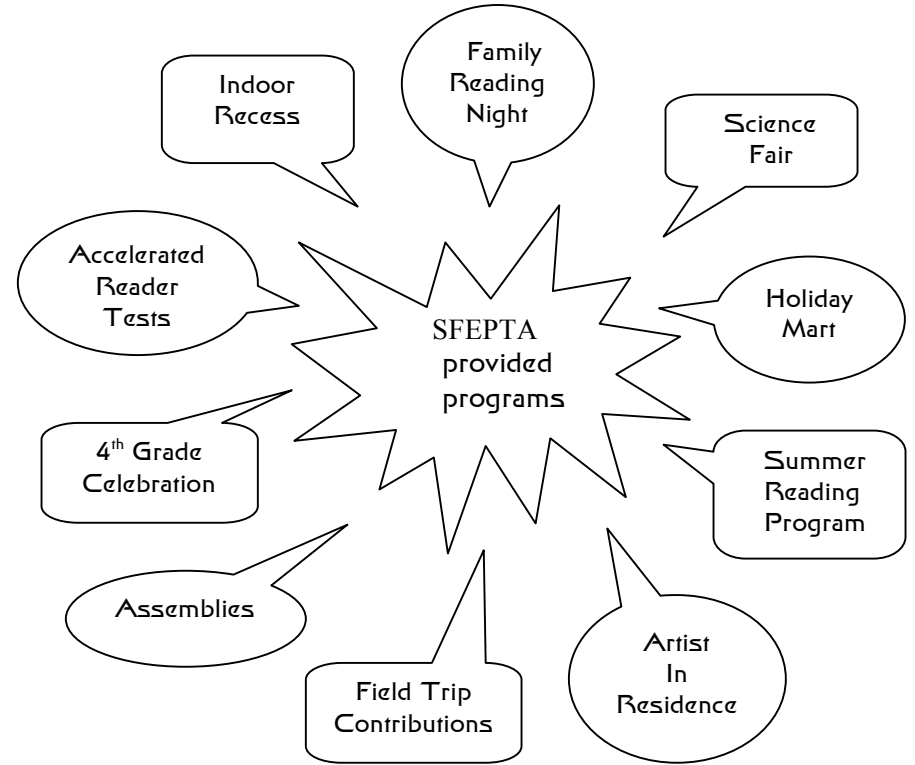 Family
Reading
Night
Indoor
Recess
Science
Fair
Accelerated
Reader
Tests
Holiday
Mart
SFEPTA
provided
programs
4th Grade
Celebration
Summer
Reading
Program
Assemblies
Artist
In
Residence
Field Trip
Contributions